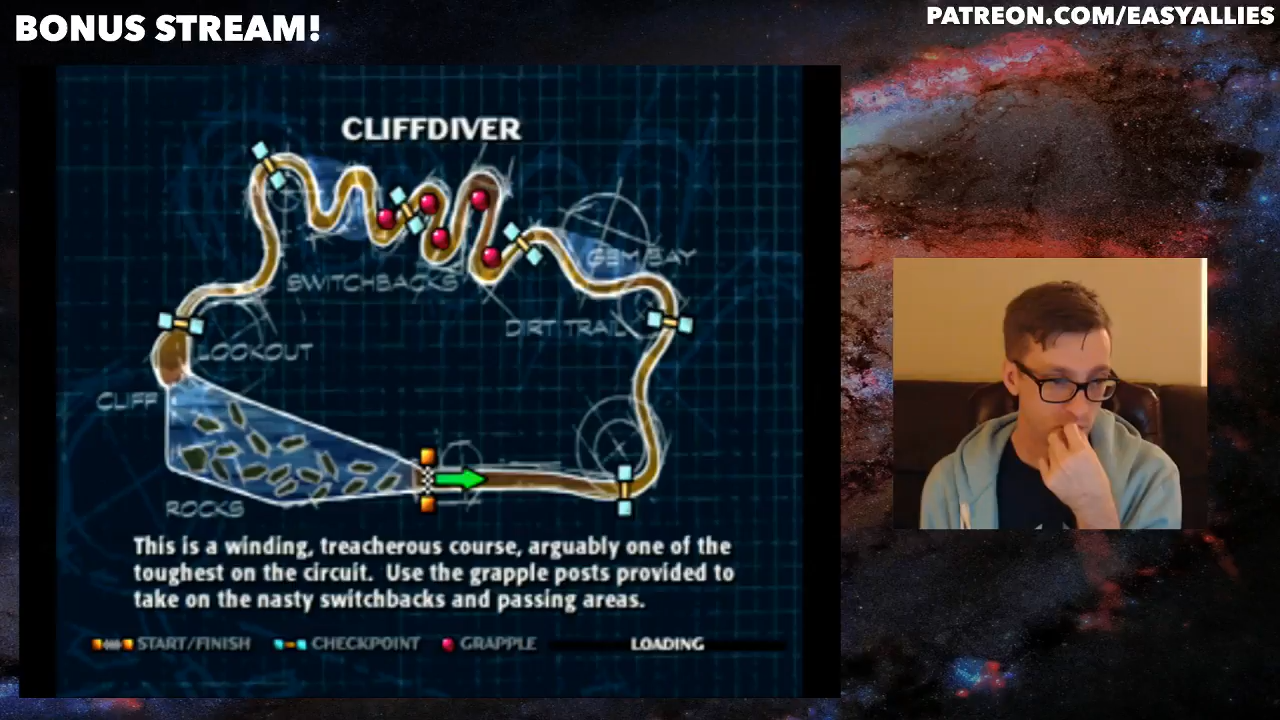 BONUS STREAM!
PATREON.COM/EASYALLIES
CLIFFDIVER
GEM BAY
SWITCHBACKS
DIRT TRAIL
LOOKOUT
CLIFF
ROCKS
This is a winding, treacherous course, arguably one of the
toughest on the circuit. Use the grapple posts provided to
take on the nasty switchbacks and passing areas.
START/FINISH CHECKPOINT GRAPPLE LOADING